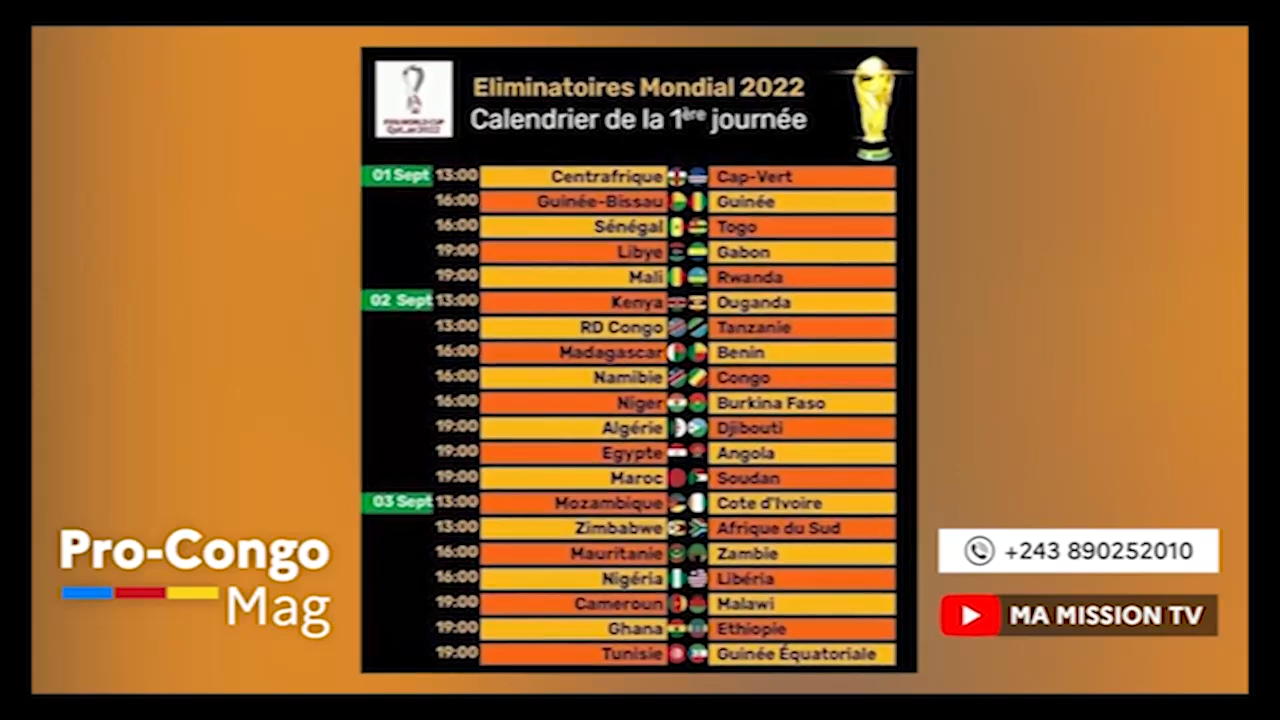 Eliminatoires Mondial 2022
Calendrier de la 1ère journée
FIFA WORLD CUP
Qatar2022
01 Sept 13:00 Centrafrique Cap-Vert
16:00 Guinée-Bissau Guinée
16:00 Sénégal Togo
19:00 Libye Gabon
19:00 Mali Rwanda
02 Sept 13:00 Kenya Ouganda
13:00 RD Congo Tanzanie
16:00 Madagascar Benin
16:00 Namibie Congo
16:00 Niger Burkina Faso
19:00 Algérie Djibouti
19:00 Egypte Angola
19:00 Maroc Soudan
03 Sept 13:00 Mozambique Cote d'Ivoire
13:00 Zimbabwe Afrique du Sud
16:00 Mauritanie Zambie
16:00 Nigéria Libéria
19:00 Cameroun Malawi
19:00 Ghana Ethiopie
19:00 Tunisie Guinée Équatoriale
Pro-Congo
Mag
+243 890252010
MA MISSION TV